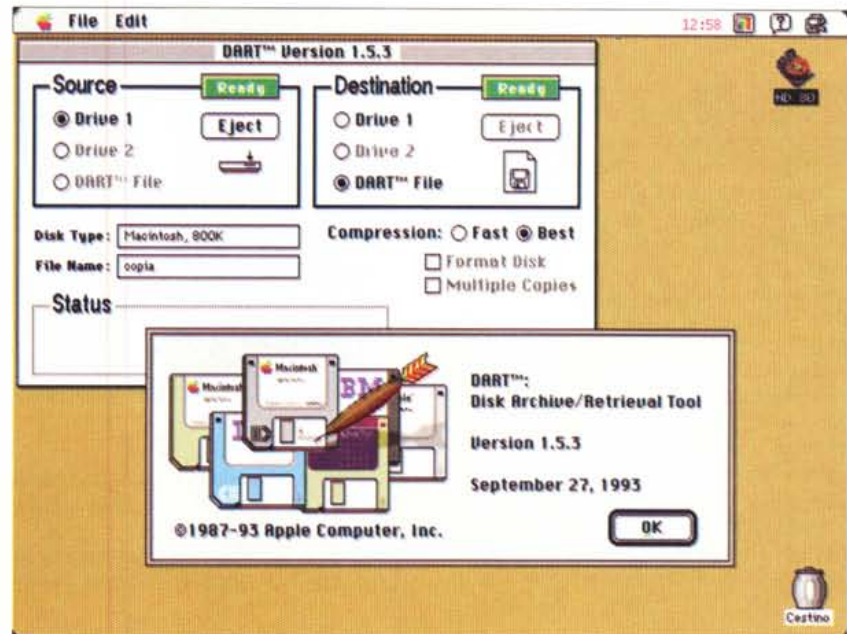 File Edit
12:58
DART™ Version 1.5.3
Source
Ready
Drive 1
Eject
Drive 2
DART™ File
Destination
Ready
Drive 1
Eject
Drive 2
DART™ File
HD 80
Disk Type: Macintosh, 800K
File Name: copia
Compression: Fast Best
Format Disk
Multiple Copies
Status
Macintosh
Macintosh
BM
DART™:
Disk Archive/Retrieval Tool
Version 1.5.3
September 27, 1993
©1987-93 Apple Computer, Inc.
OK
Cestino